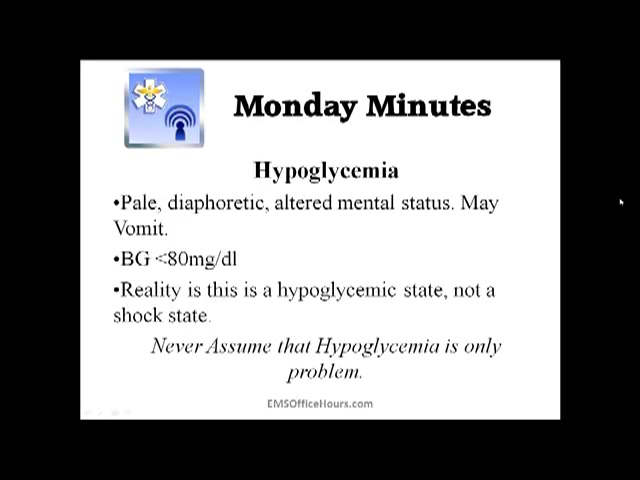 Monday Minutes
Hypoglycemia
•Pale, diaphoretic, altered mental status. May
Vomit.
•BG <80mg/dl
•Reality is this is a hypoglycemic state, not a
shock state.
Never Assume that Hypoglycemia is only
problem.
EMSOfficeHours.com